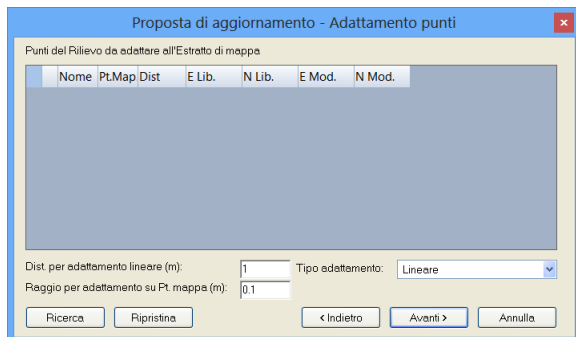 Proposta di aggiornamento - Adattamento punti
Punti del Rilievo da adattare all'Estratto di mappa
Nome Pt.Map Dist E Lib. N Lib. E Mod. N Mod.
Dist. per adattamento lineare (m): 1 Tipo adattamento: Lineare
Raggio per adattamento su Pt. mappa (m): 0.1
Ricerca Ripristina < Indietro Avanti > Annulla